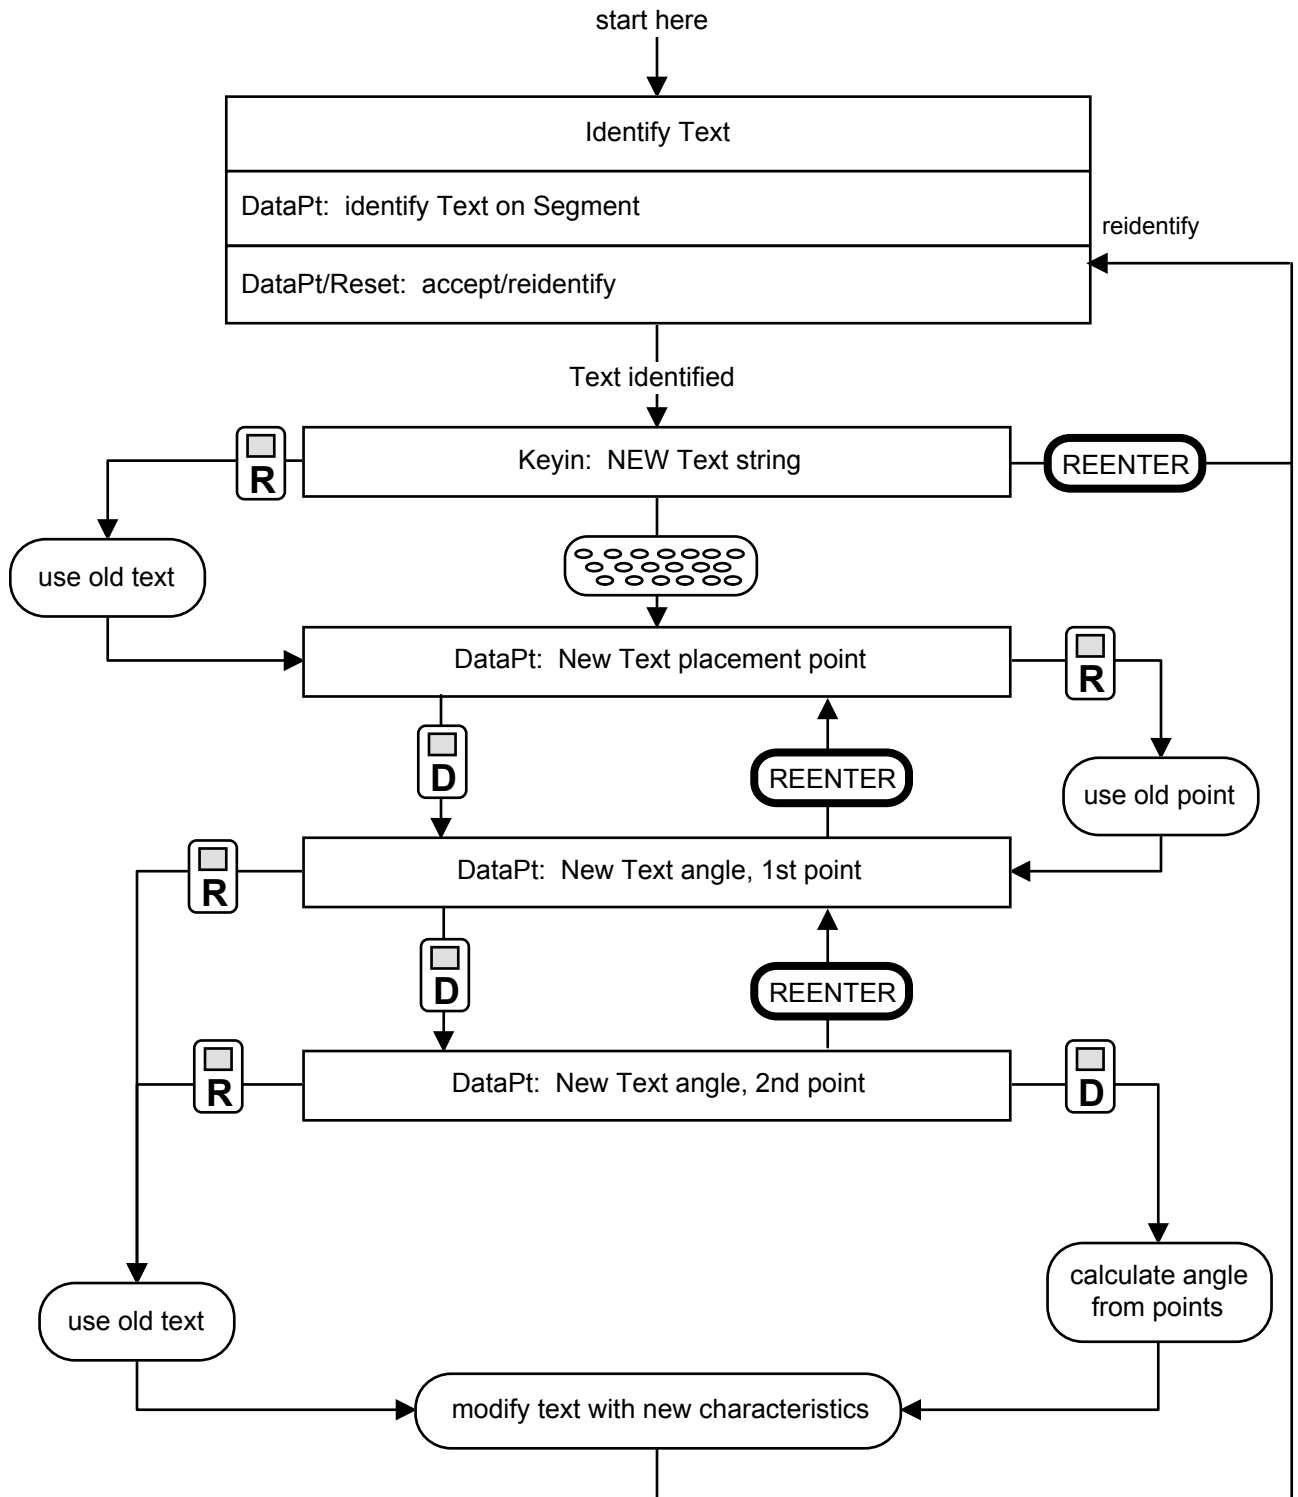 start here
Identify Text
DataPt:  identify Text on Segment
reidentify
DataPt/Reset:  accept/reidentify
Text identified
R
Keyin:  NEW Text string
REENTER
use old text
DataPt:  New Text placement point
R
D
REENTER
use old point
R
DataPt:  New Text angle, 1st point
D
REENTER
R
DataPt:  New Text angle, 2nd point
D
calculate angle
from points
use old text
modify text with new characteristics